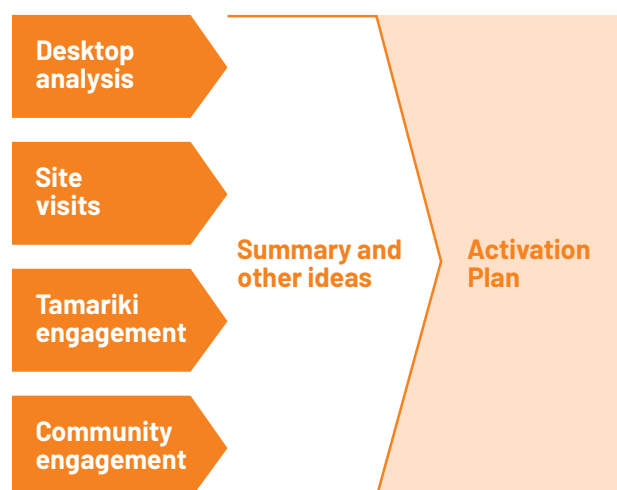 Desktop
analysis
Site
visits
Tamariki
engagement
Community
engagement
Summary and
other ideas
Activation
Plan